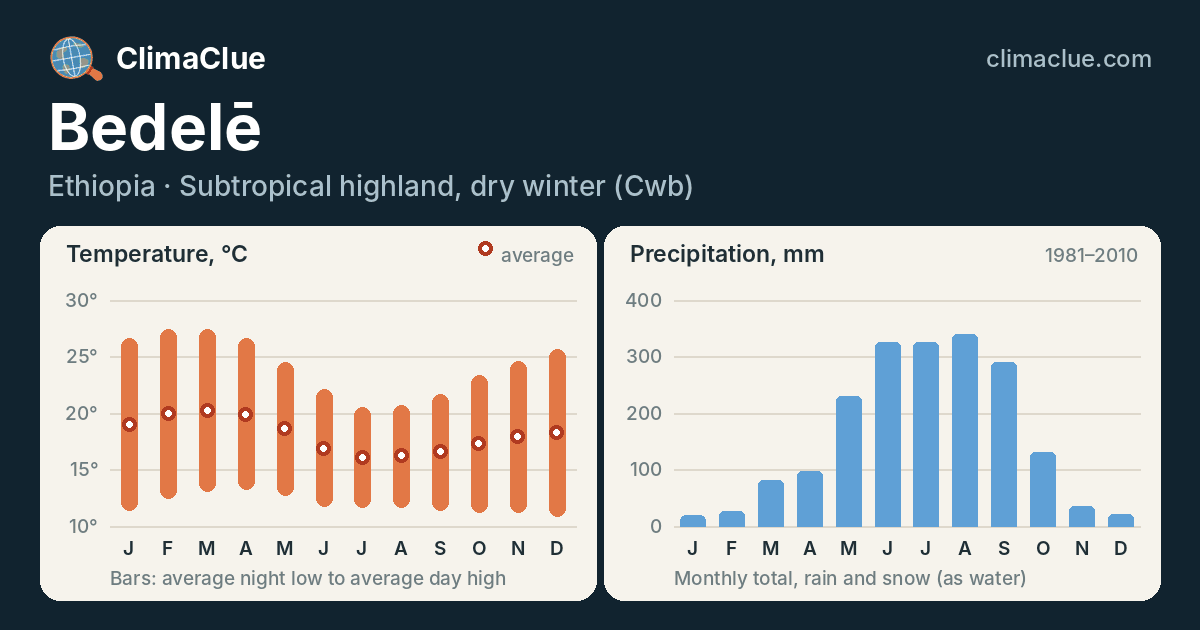 ClimaClue
climaclue.com
Bedelē
Ethiopia · Subtropical highland, dry winter (Cwb)
Temperature, °C
average
30°
25°
20°
15°
10°
J F M A M J J A S O N D
Bars: average night low to average day high
Precipitation, mm
1981–2010
400
300
200
100
0
J F M A M J J A S O N D
Monthly total, rain and snow (as water)